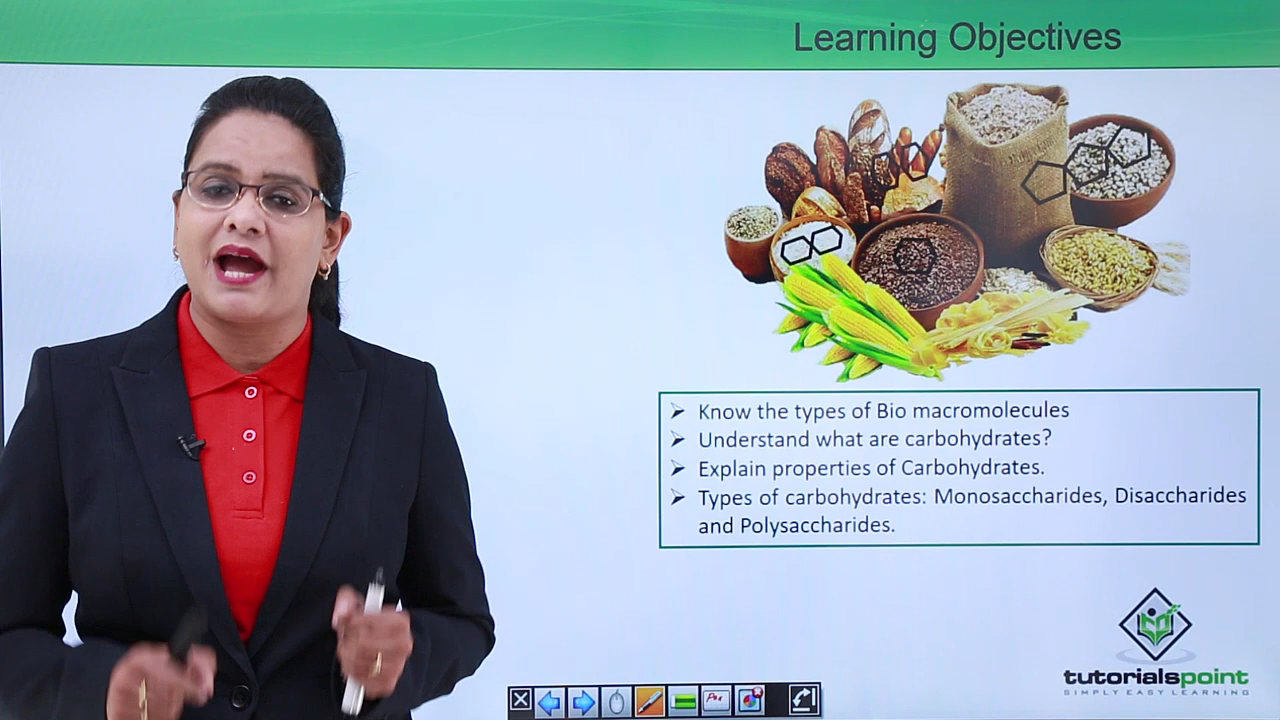 Learning Objectives
➢ Know the types of Bio macromolecules
➢ Understand what are carbohydrates?
➢ Explain properties of Carbohydrates.
➢ Types of carbohydrates: Monosaccharides, Disaccharides
and Polysaccharides.
tutorialspoint
SIMPLY EASY LEARNING